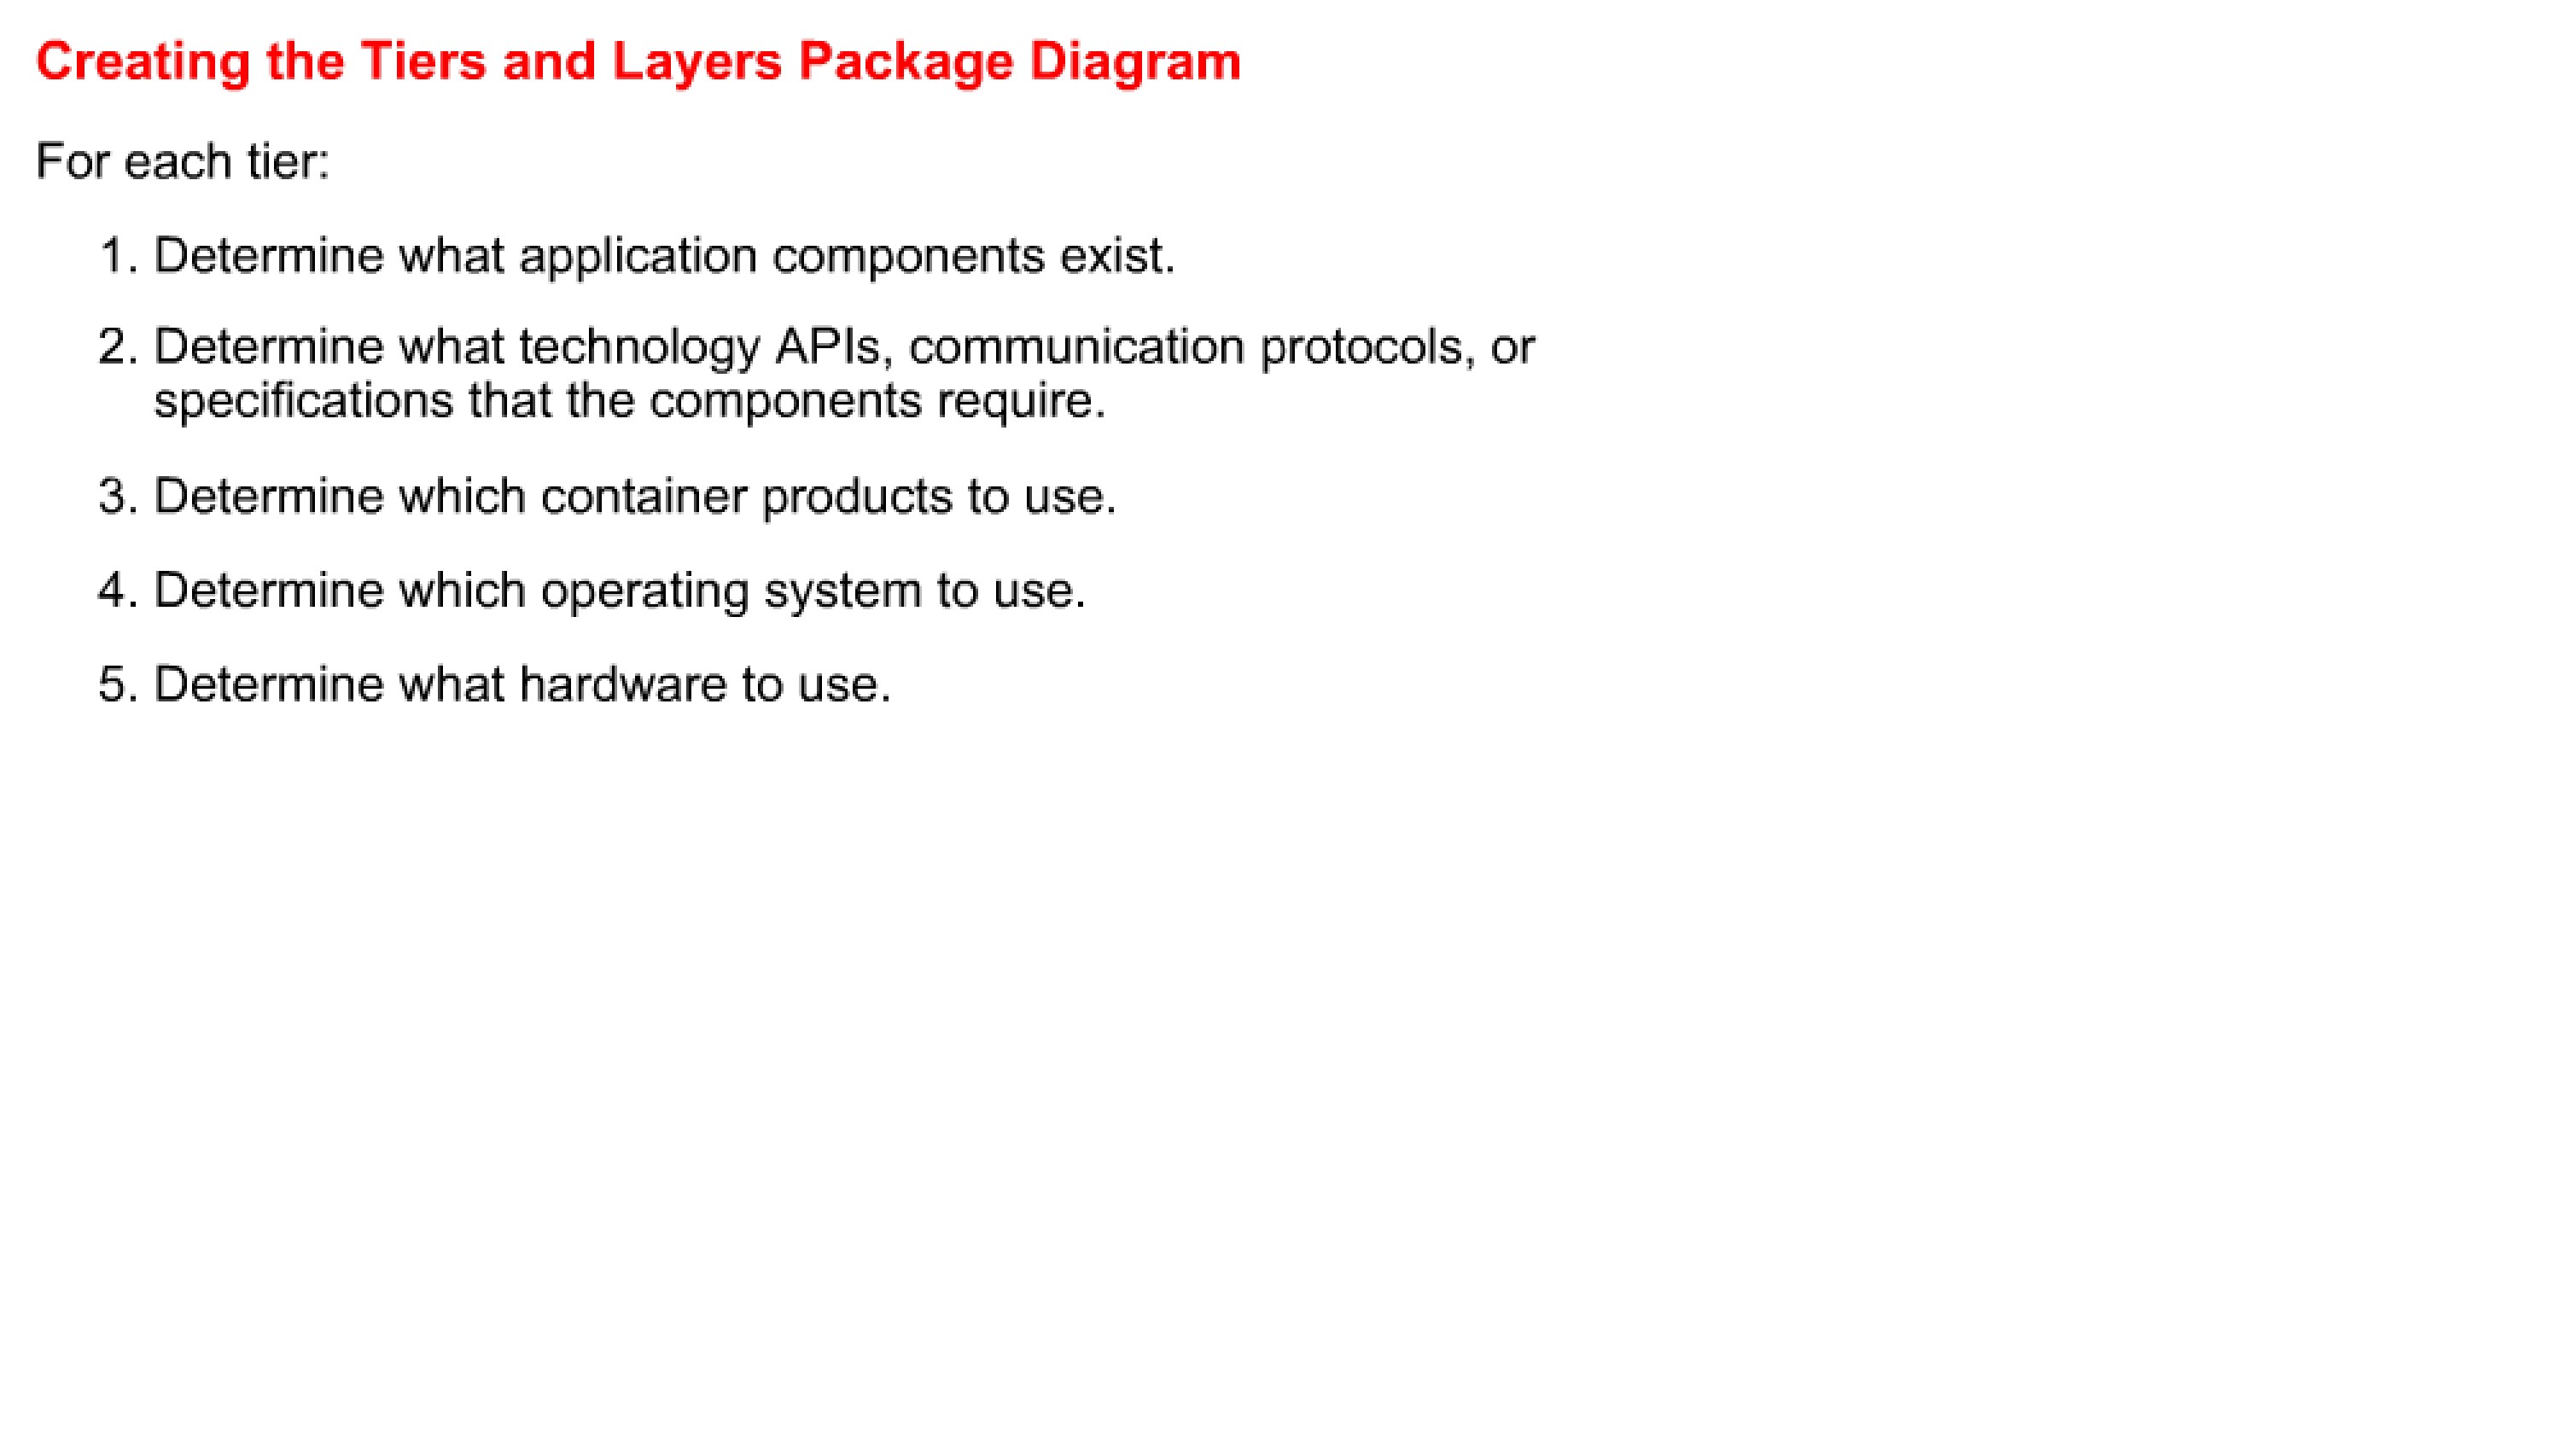 Creating the Tiers and Layers Package Diagram
For each tier:
1. Determine what application components exist.
2. Determine what technology APIs, communication protocols, or
specifications that the components require.
3. Determine which container products to use.
4. Determine which operating system to use.
5. Determine what hardware to use.